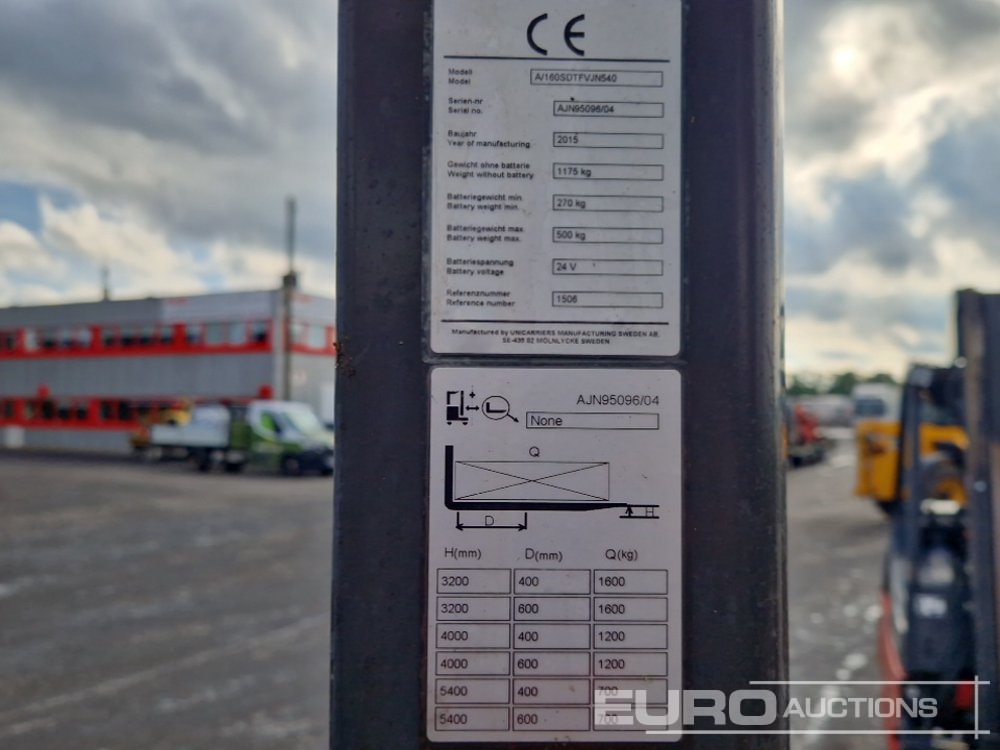 CE
Modell
Model
A/160SDTFVJN540
Serien-nr
Serial no.
AJN95096/04
Baujahr
Year of manufacturing
2015
Gewicht ohne batterie
Weight without battery
1175 kg
Batteriegewicht min.
Battery weight min.
270 kg
Batteriegewicht max.
Battery weight max.
500 kg
Batteriespannung
Battery voltage
24 V
Referenznummer
Reference number
1506
Manufactured by UNICARRIERS MANUFACTURING SWEDEN AB,
SE-435 82 MÖLNLYCKE SWEDEN
AJN95096/04
None
Q
D
H
H(mm) D(mm) Q(kg)
3200 400 1600
3200 600 1600
4000 400 1200
4000 600 1200
5400 400 700
5400 600 700
EURO AUCTIONS